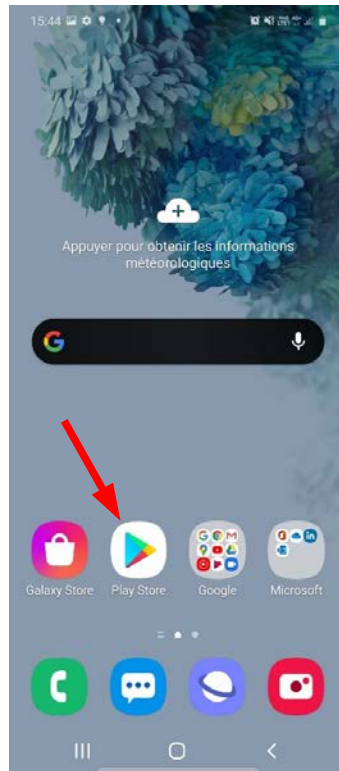 15:44
Appuyer pour obtenir les informations
météorologiques
Galaxy Store
Play Store
Google
Microsoft